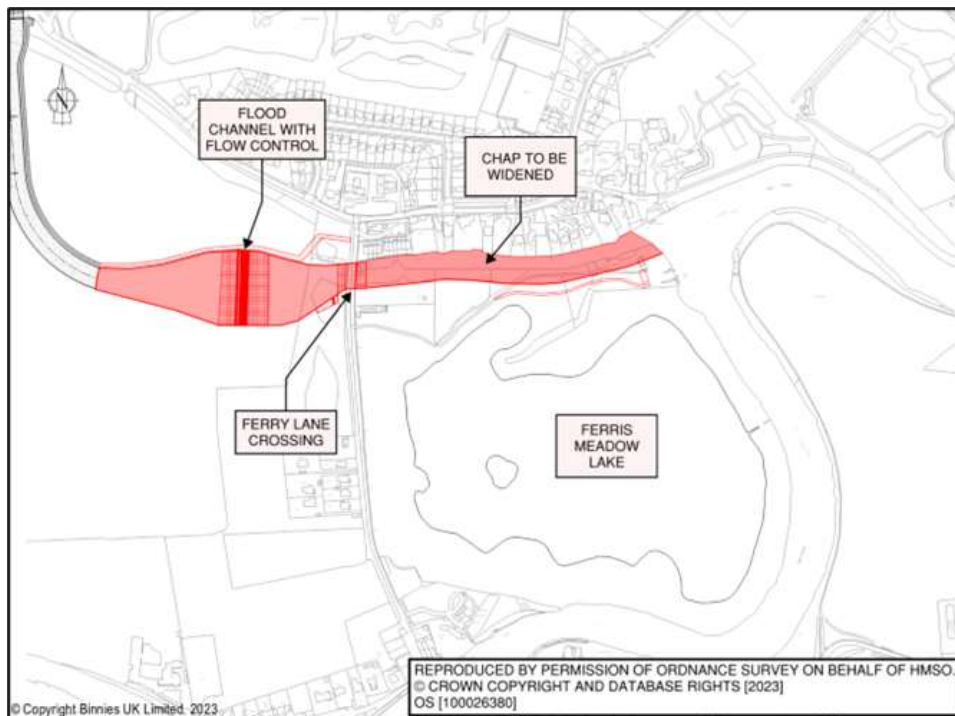 N
FLOOD
CHANNEL WITH
FLOW CONTROL
CHAP TO BE
WIDENED
FERRY LANE
CROSSING
FERRIS
MEADOW
LAKE
REPRODUCED BY PERMISSION OF ORDNANCE SURVEY ON BEHALF OF HMSO.
© CROWN COPYRIGHT AND DATABASE RIGHTS [2023]
OS [100026380]
© Copyright Binnies UK Limited. 2023